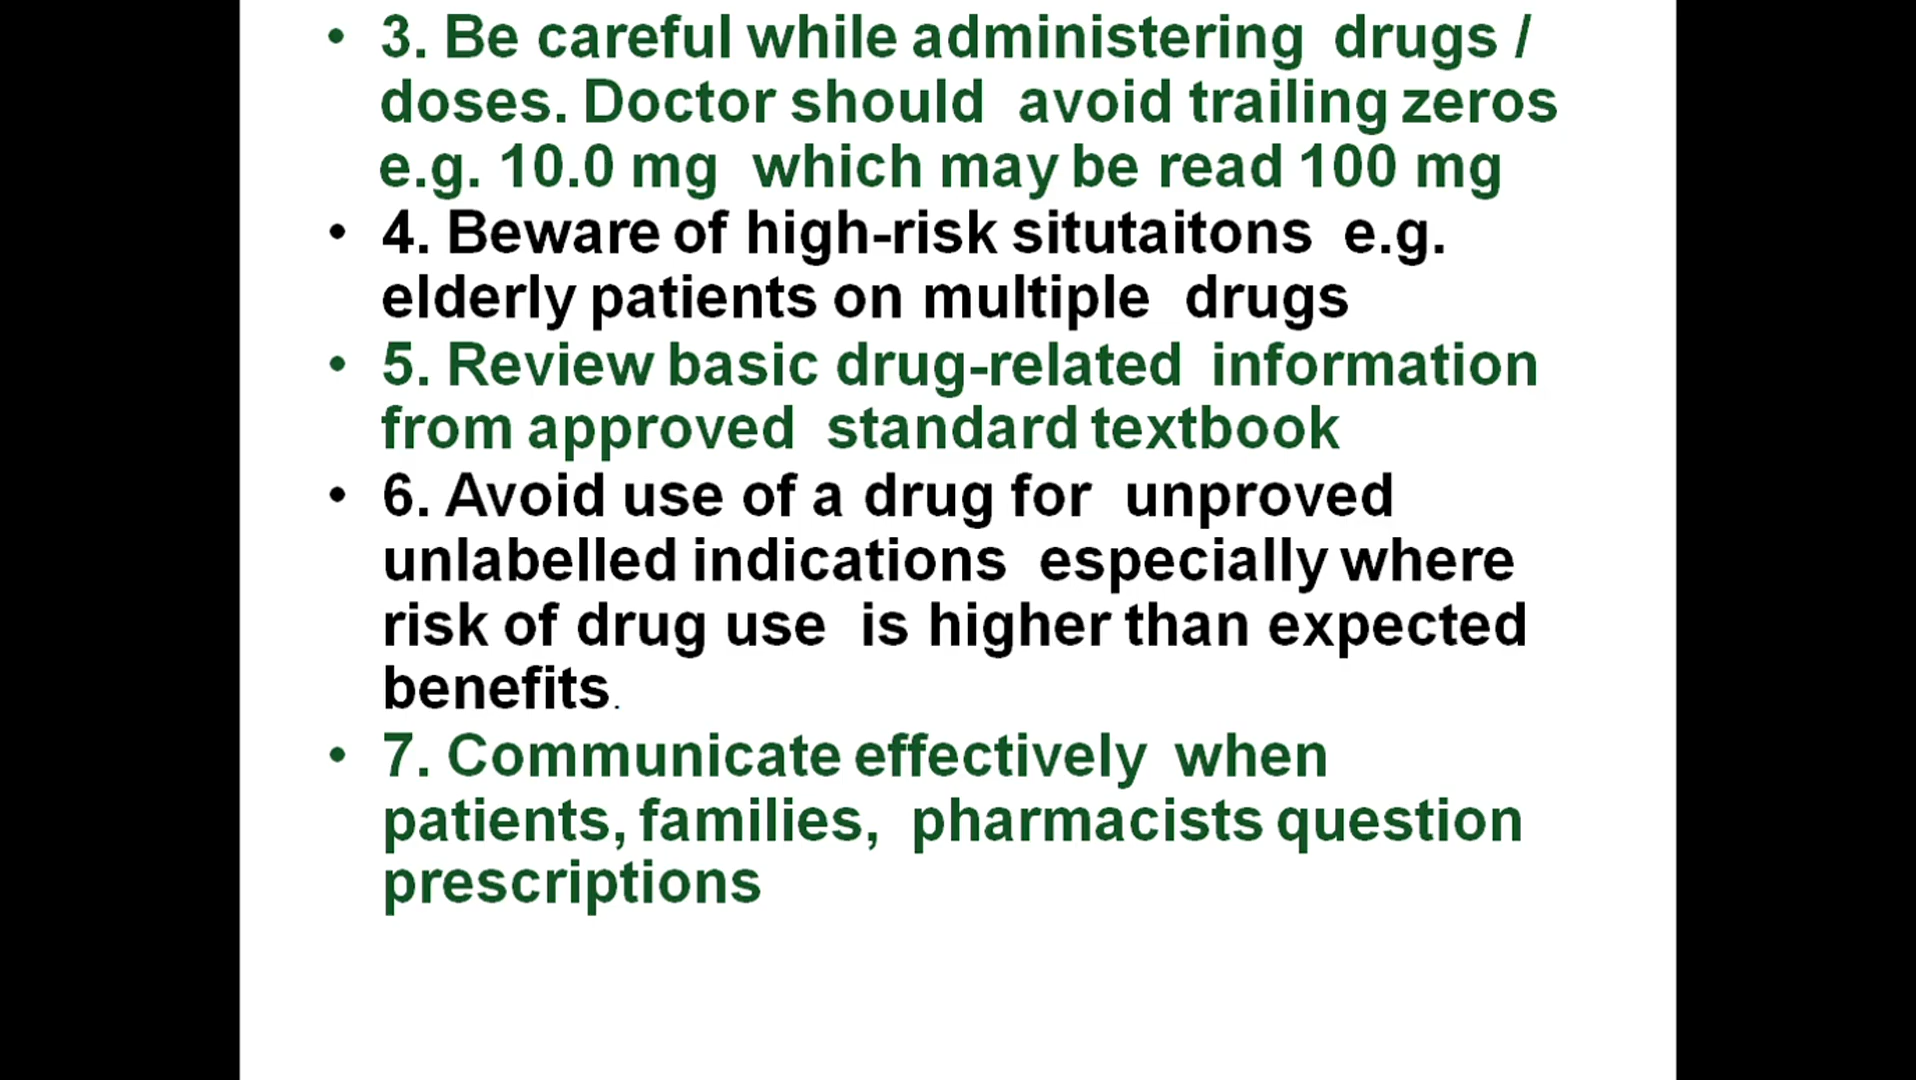 • 3. Be careful while administering drugs /
doses. Doctor should avoid trailing zeros
e.g. 10.0 mg which may be read 100 mg
• 4. Beware of high-risk situtaitons e.g.
elderly patients on multiple drugs
• 5. Review basic drug-related information
from approved standard textbook
• 6. Avoid use of a drug for unproved
unlabelled indications especially where
risk of drug use is higher than expected
benefits.
• 7. Communicate effectively when
patients, families, pharmacists question
prescriptions